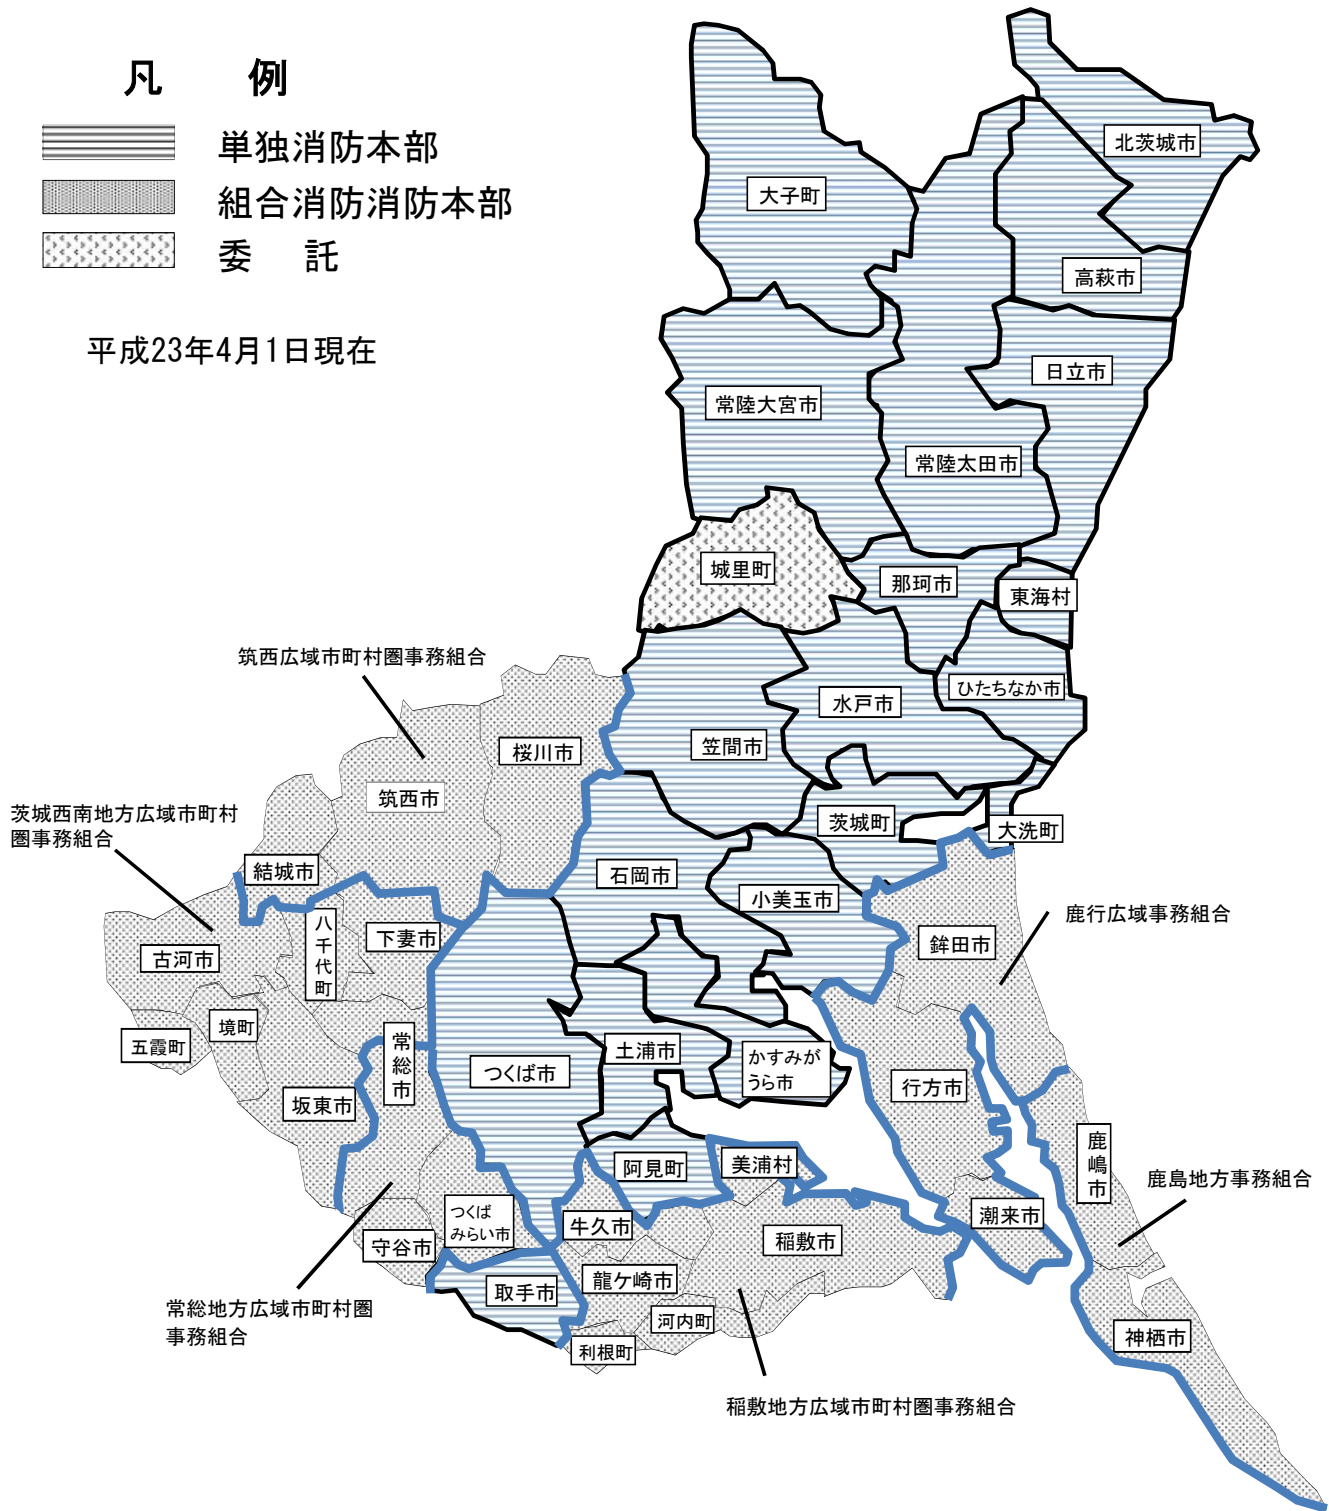 凡　例
単独消防本部
組合消防消防本部
委　託
平成23年4月1日現在
北茨城市
大子町
高萩市
日立市
常陸大宮市
常陸太田市
城里町
那珂市
東海村
筑西広域市町村圏事務組合
ひたちなか市
水戸市
笠間市
桜川市
筑西市
茨城西南地方広域市町村
圏事務組合
茨城町
大洗町
結城市
石岡市
小美玉市
鹿行広域事務組合
八千代町
下妻市
鉾田市
古河市
境町
五霞町
常総市
土浦市
かすみが
うら市
つくば市
行方市
坂東市
鹿嶋市
阿見町
美浦村
鹿島地方事務組合
つくば
みらい市
牛久市
潮来市
守谷市
稲敷市
龍ケ崎市
取手市
常総地方広域市町村圏
事務組合
河内町
神栖市
利根町
稲敷地方広域市町村圏事務組合